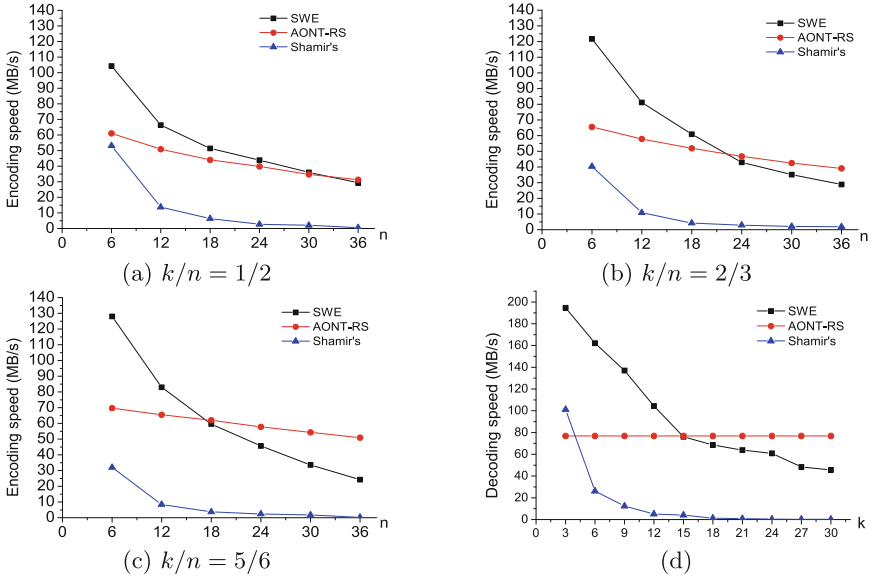 140
130
120
110
100
90
80
70
60
50
40
30
20
10
0
Encoding speed (MB/s)
SWE
AONT-RS
Shamir's
0 6 12 18 24 30 36 n
(a) k/n = 1/2
140
130
120
110
100
90
80
70
60
50
40
30
20
10
0
Encoding speed (MB/s)
SWE
AONT-RS
Shamir's
0 6 12 18 24 30 36 n
(b) k/n = 2/3
140
130
120
110
100
90
80
70
60
50
40
30
20
10
0
Encoding speed (MB/s)
SWE
AONT-RS
Shamir's
0 6 12 18 24 30 36 n
(c) k/n = 5/6
200
180
160
140
120
100
80
60
40
20
0
Decoding speed (MB/s)
SWE
AONT-RS
Shamir's
0 3 6 9 12 15 18 21 24 27 30 k
(d)